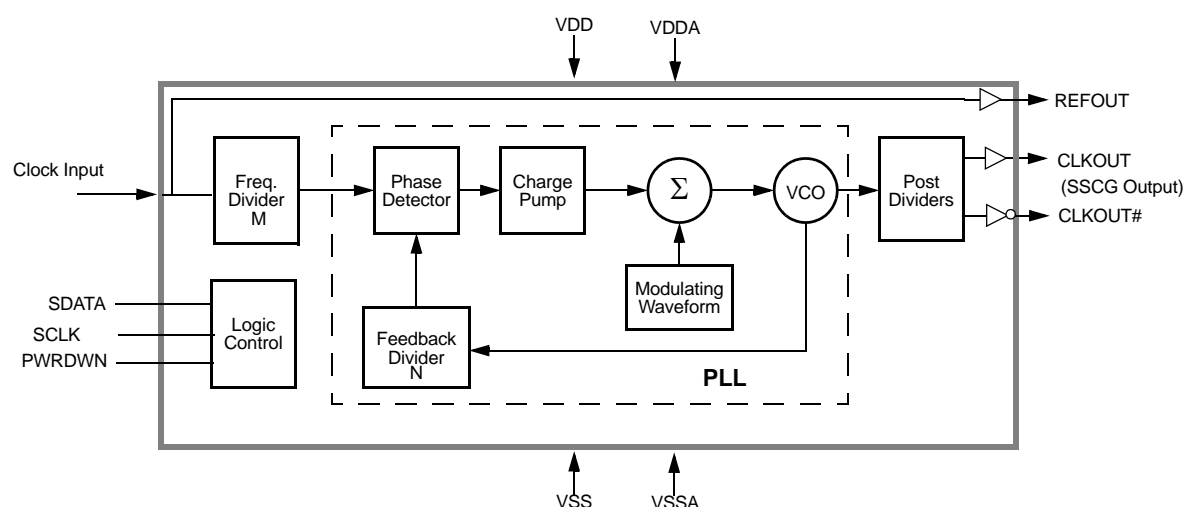 VDD
VDDA
REFOUT
Clock Input
Freq.
Divider
M
Phase
Detector
Charge
Pump
Σ
VCO
Post
Dividers
CLKOUT
(SSCG Output)
CLKOUT#
Modulating
Waveform
SDATA
SCLK
PWRDWN
Logic
Control
Feedback
Divider
N
PLL
VSS
VSSA